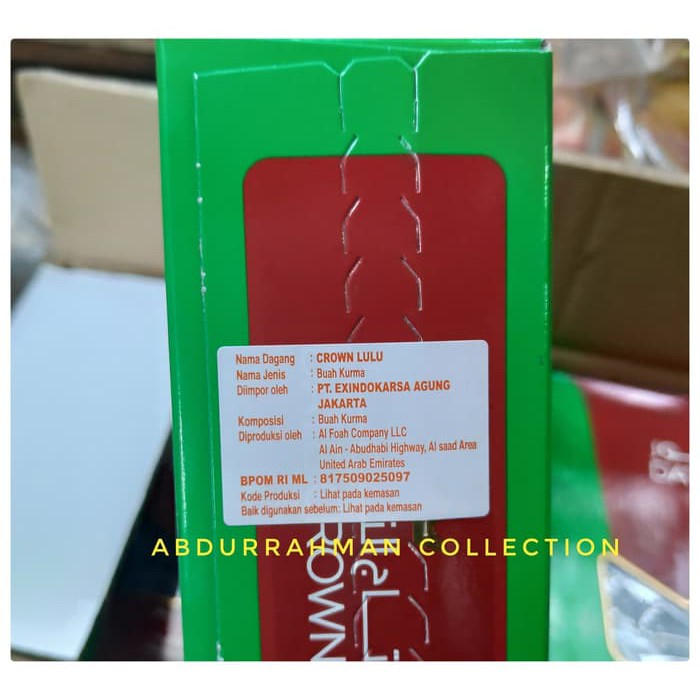 Nama Dagang : CROWN LULU
Nama Jenis : Buah Kurma
Diimpor oleh : PT. EXINDOKARSA AGUNG
JAKARTA
Komposisi : Buah Kurma
Diproduksi oleh : Al Foah Company LLC
Al Ain - Abudhabi Highway, Al saad Area
United Arab Emirates
BPOM RI ML : 817509025097
Kode Produksi : Lihat pada kemasan
Baik digunakan sebelum: Lihat pada kemasan
ABDURRAHMAN COLLECTION